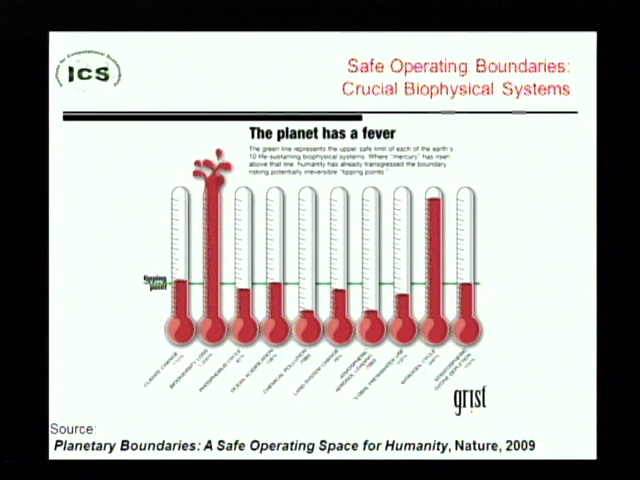 ICS
Safe Operating Boundaries:
Crucial Biophysical Systems
The planet has a fever
The green line represents the upper safe limit of each of the earth's
10 life-sustaining biophysical systems. Where "mercury" has risen
above that line, humanity has already transgressed the boundary,
risking potentially irreversible "tipping points."
tipping
point
CLIMATE CHANGE
BIODIVERSITY LOSS
PHOSPHORUS CYCLE
OCEAN ACIDIFICATION
CHEMICAL POLLUTION
LAND SYSTEM CHANGE
ATMOSPHERIC
AEROSOL LOADING
GLOBAL FRESHWATER USE
NITROGEN CYCLE
STRATOSPHERIC
OZONE DEPLETION
grist
Source:
Planetary Boundaries: A Safe Operating Space for Humanity, Nature, 2009